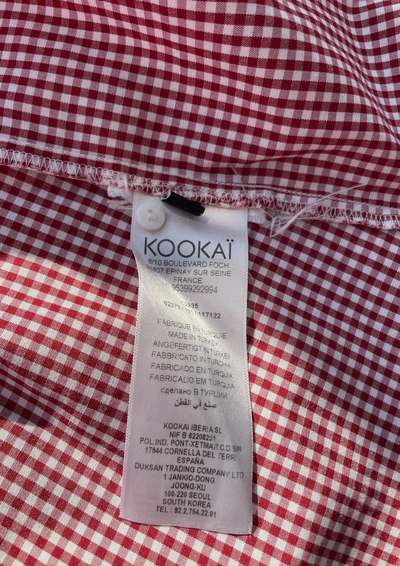 KOOKAÏ
5/10 BOULEVARD FOCH
EPINAY SUR SEINE
FRANCE
95399292994
FABRIQUE EN TURQUIE
MADE IN TURKEY
ANGEFERTIGT IN TURKEI
FABBRICATO IN TURCHIA
FABRICADO EN TURQUIA
FABRICADO EM TURQUIA
сделано В ТУРЦИИ
صنع في القطن
KOOKAI IBERIA SL
NIF B 62208201
POL IND. PONT-XETMAR C.D SN
17844 CORNELLA DEL TERRI
ESPAÑA
DUKSAN TRADING COMPANY LTD
1 JANKIO-DONG
JOONG-KU
100-220 SEOUL
SOUTH KOREA
TEL : 82.2.754.22.01